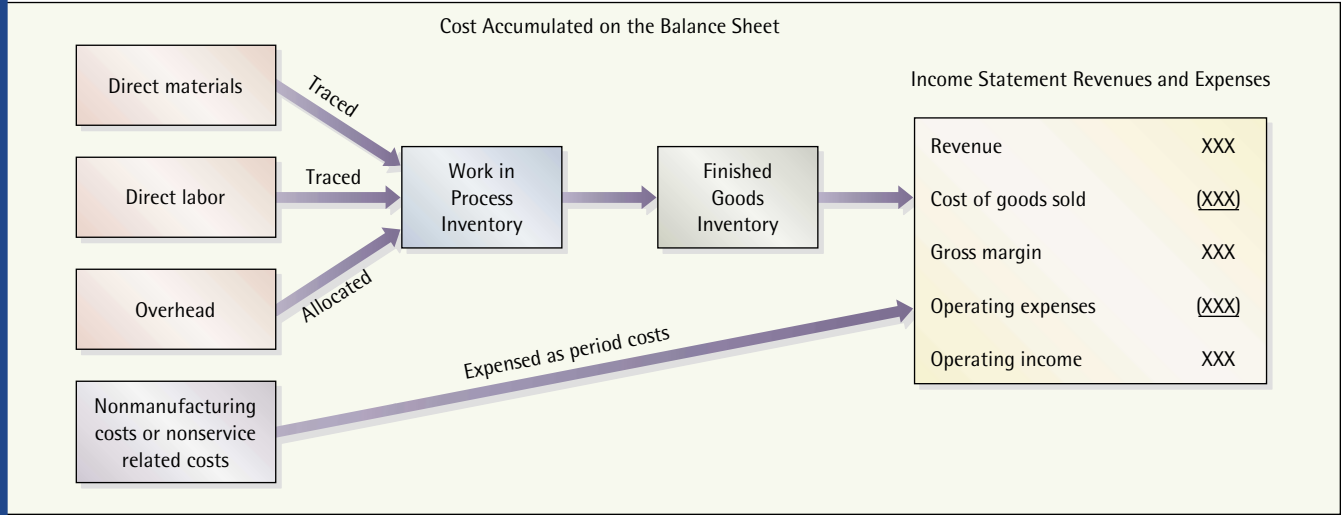 Cost Accumulated on the Balance Sheet
Direct materials
Traced
Direct labor
Traced
Overhead
Allocated
Nonmanufacturing
costs or nonservice
related costs
Expensed as period costs
Work in
Process
Inventory
Finished
Goods
Inventory
Income Statement Revenues and Expenses
Revenue XXX
Cost of goods sold (XXX)
Gross margin XXX
Operating expenses (XXX)
Operating income XXX